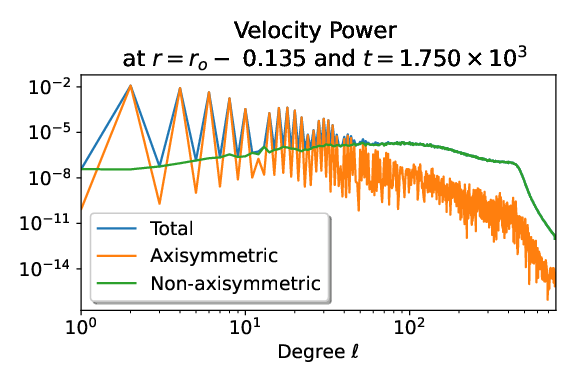 Velocity Power
at r = r_o − 0.135 and t = 1.750 × 10^3
10^−2
10^−5
10^−8
10^−11
10^−14
Total
Axisymmetric
Non-axisymmetric
10^0 10^1 10^2
Degree ℓ